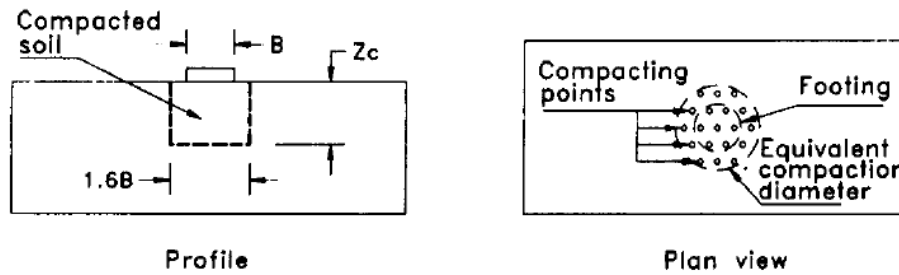 Compacted
soil
B
Zc
1.6B
Profile
Compacting
points
Footing
Equivalent
compaction
diameter
Plan view